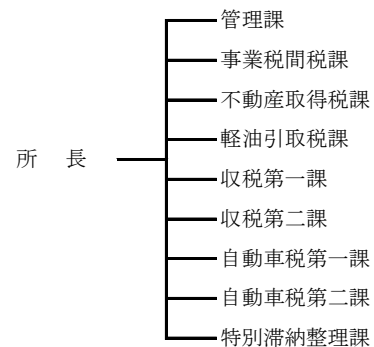 管理課
事業税間税課
不動産取得税課
軽油引取税課
所　長
収税第一課
収税第二課
自動車税第一課
自動車税第二課
特別滞納整理課